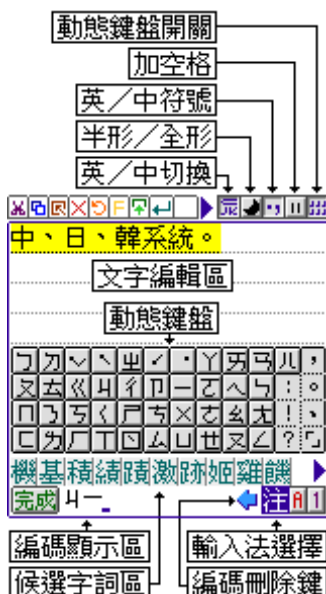 動態鍵盤開關
加空格
英／中符號
半形／全形
英／中切換
中、日、韓系統。
文字編輯區
動態鍵盤
ㄅㄉˇˋㄓˊ˙ㄚㄞㄢㄦ，
ㄆㄊㄍㄐㄔㄗㄧㄛㄟㄣ：。
ㄇㄋㄎㄑㄕㄘㄨㄜㄠㄤ！、
ㄈㄌㄏㄒㄖㄙㄩㄝㄡㄥ？
機基積績蹟激跡姬雞饑
完成 ㄐㄧ_ 注 A 1
編碼顯示區 輸入法選擇
候選字詞區 編碼刪除鍵